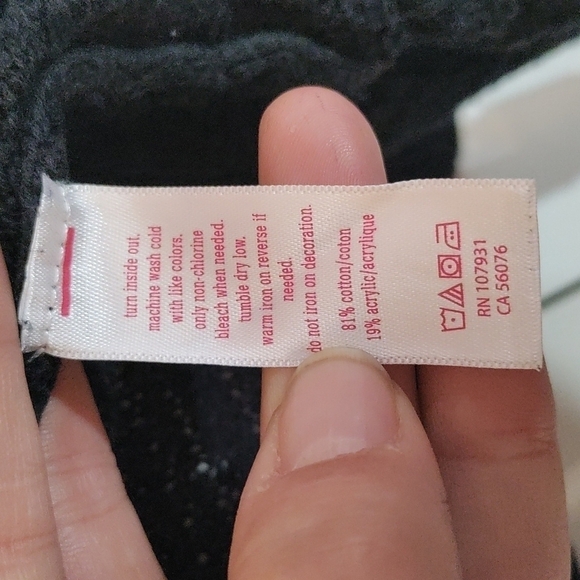 turn inside out,
machine wash cold
with like colors.
only non-chlorine
bleach when needed.
tumble dry low.
warm iron on reverse if
needed.
do not iron on decoration.
81% cotton/coton
19% acrylic/acrylique
RN 107931
CA 56076